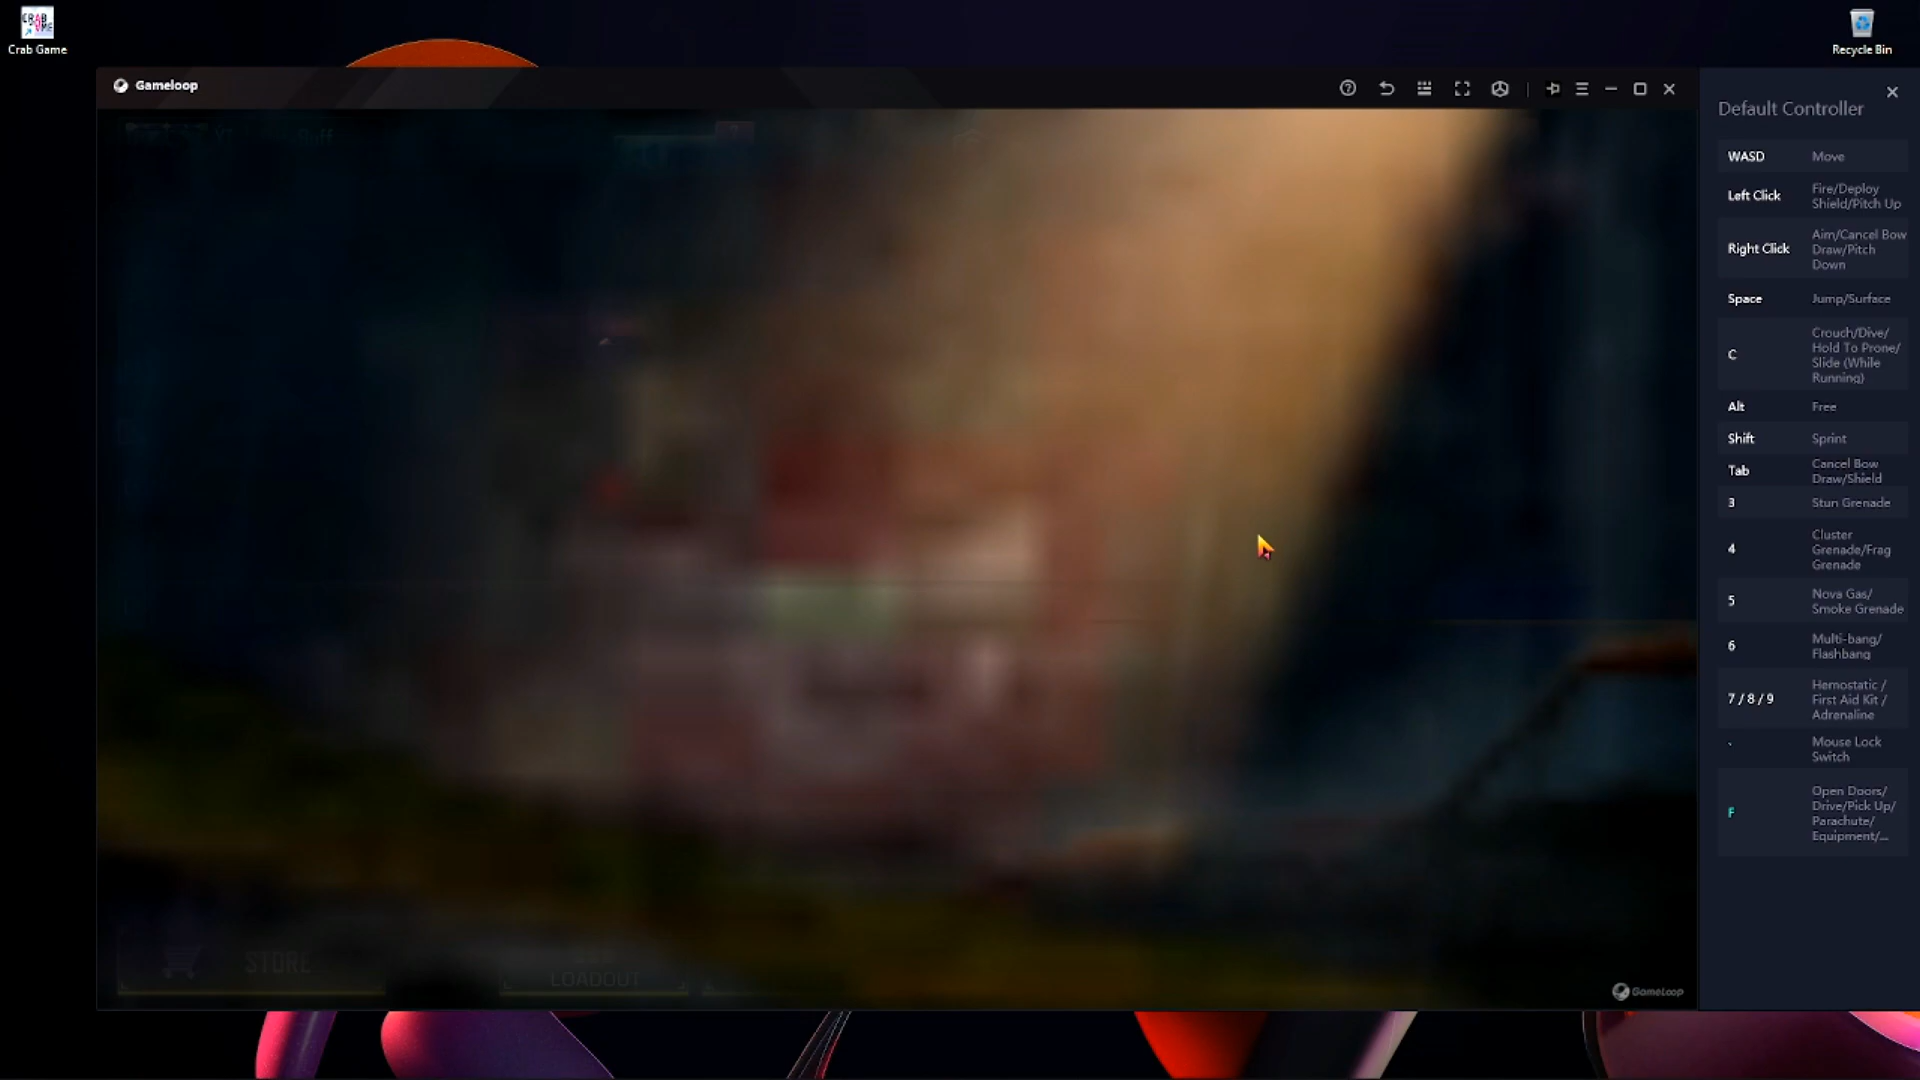 CRAB
GAME
Crab Game
Recycle Bin
Gameloop
Default Controller
WASD Move
Left Click Fire/Deploy
Shield/Pitch Up
Right Click Aim/Cancel Bow
Draw/Pitch
Down
Space Jump/Surface
C Crouch/Dive/
Hold To Prone/
Slide (While
Running)
Alt Free
Shift Sprint
Tab Cancel Bow
Draw/Shield
3 Stun Grenade
4 Cluster
Grenade/Frag
Grenade
5 Nova Gas/
Smoke Grenade
6 Multi-bang/
Flashbang
7 / 8 / 9 Hemostatic /
First Aid Kit /
Adrenaline
` Mouse Lock
Switch
F Open Doors/
Drive/Pick Up/
Parachute/
Equipment/...
STORE
LOADOUT
GameLoop